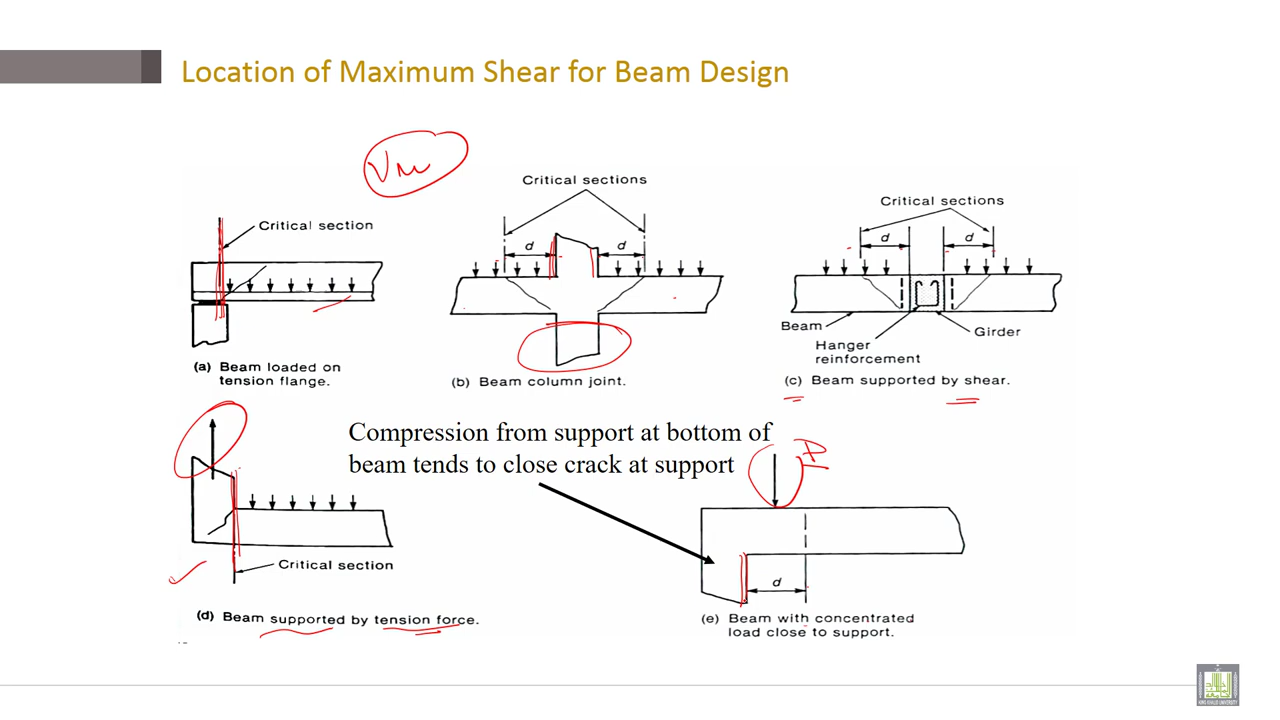 Location of Maximum Shear for Beam Design
Vu
Critical section
(a) Beam loaded on
tension flange.
Critical sections
d
d
(b) Beam column joint.
Critical sections
d
d
Beam
Hanger
reinforcement
Girder
(c) Beam supported by shear.
Compression from support at bottom of
beam tends to close crack at support
Critical section
(d) Beam supported by tension force.
P
d
(e) Beam with concentrated
load close to support.
KING KHALID UNIVERSITY